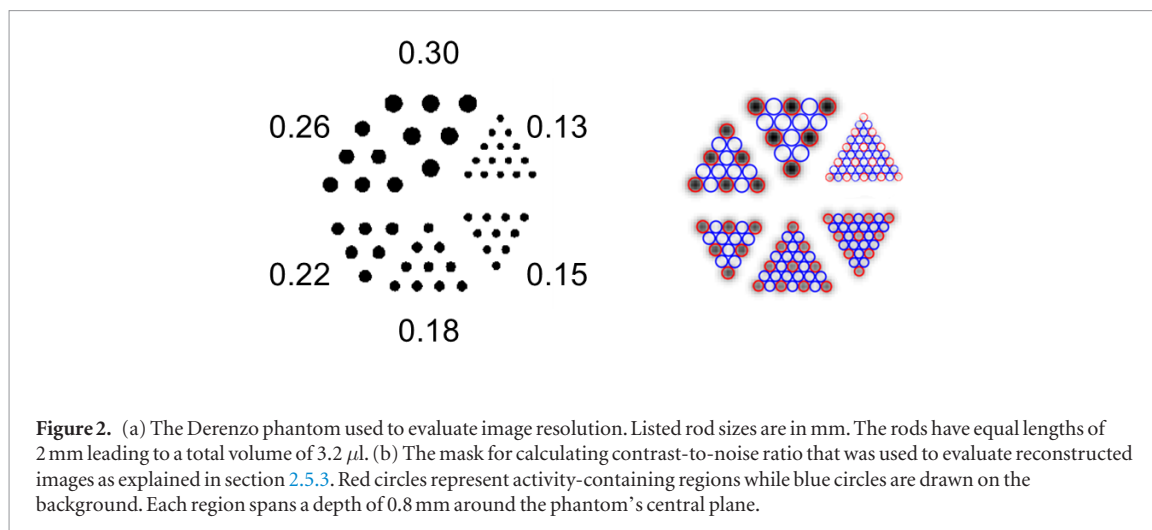 0.30
0.26
0.13
0.22
0.15
0.18
Figure 2. (a) The Derenzo phantom used to evaluate image resolution. Listed rod sizes are in mm. The rods have equal lengths of
2 mm leading to a total volume of 3.2 μl. (b) The mask for calculating contrast-to-noise ratio that was used to evaluate reconstructed
images as explained in section 2.5.3. Red circles represent activity-containing regions while blue circles are drawn on the
background. Each region spans a depth of 0.8 mm around the phantom's central plane.